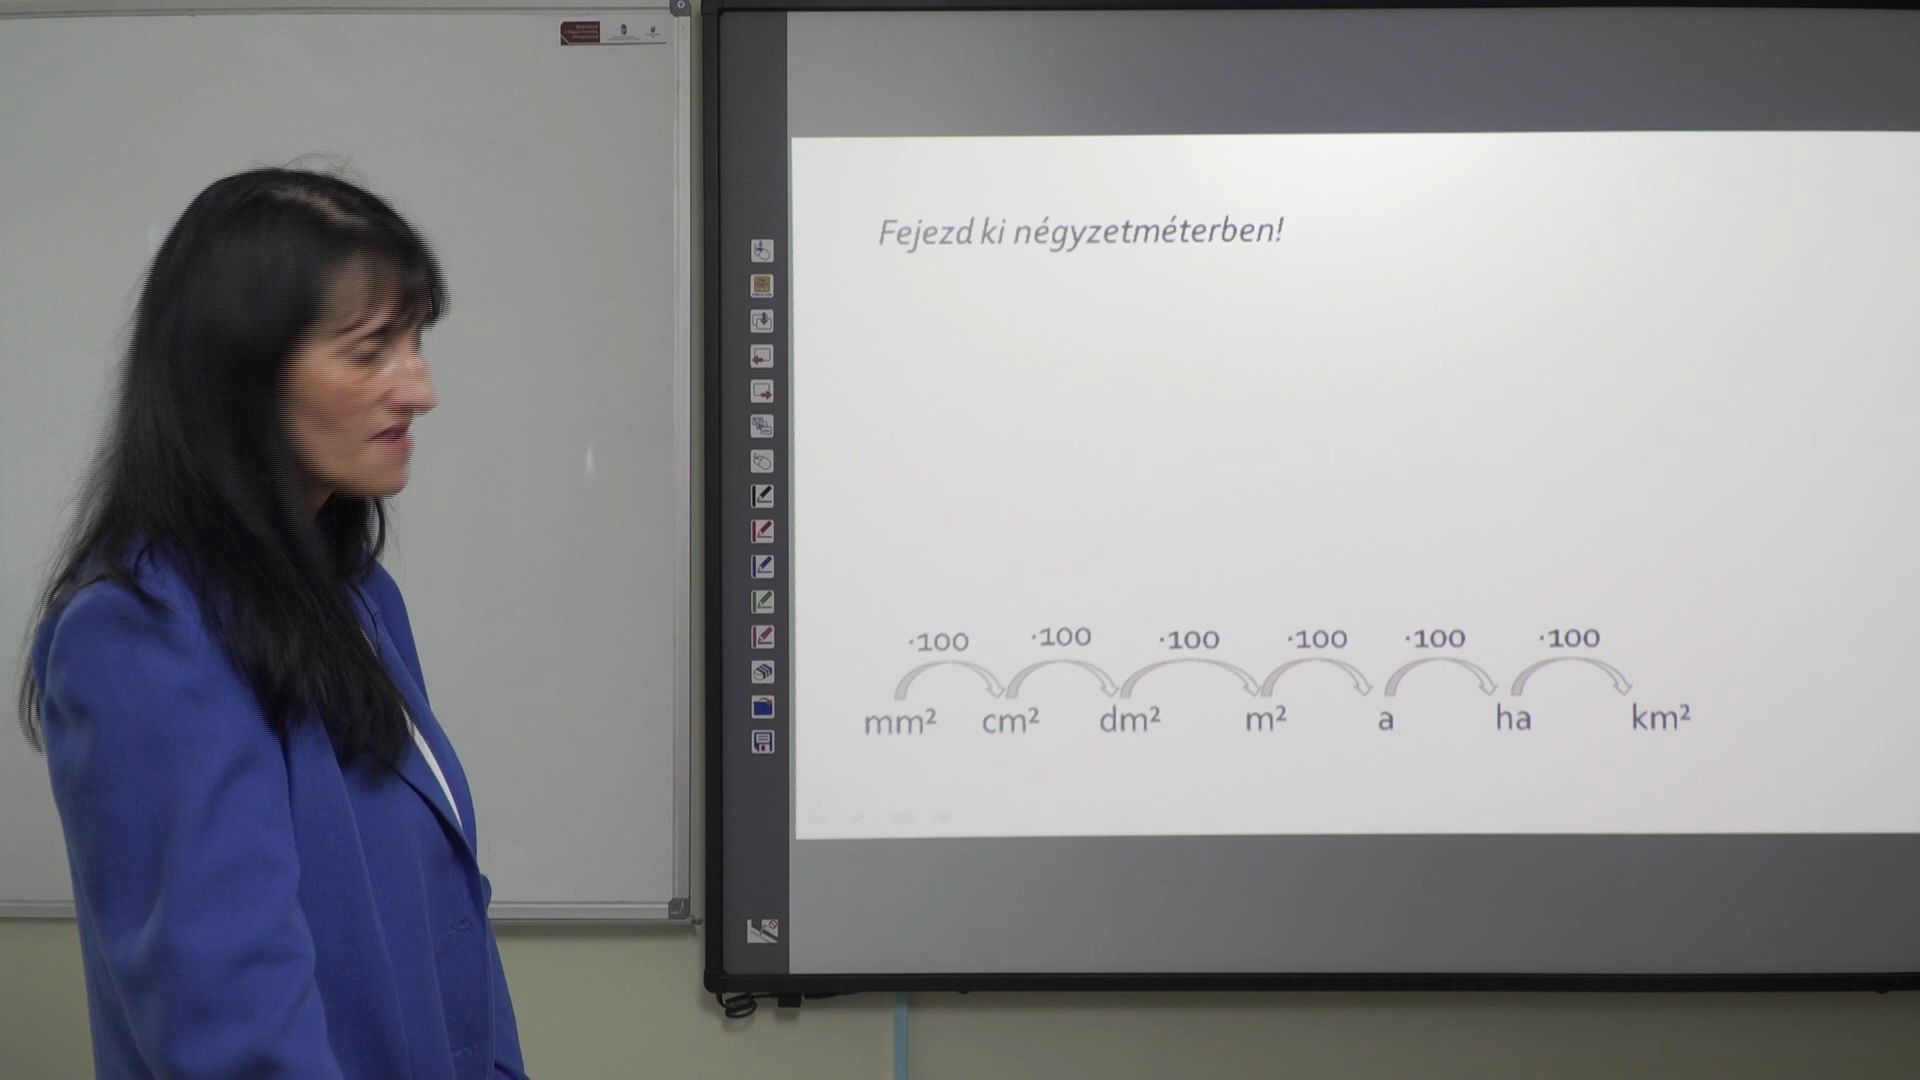 Fejezd ki négyzetméterben!
·100 ·100 ·100 ·100 ·100 ·100
mm² cm² dm² m² a ha km²